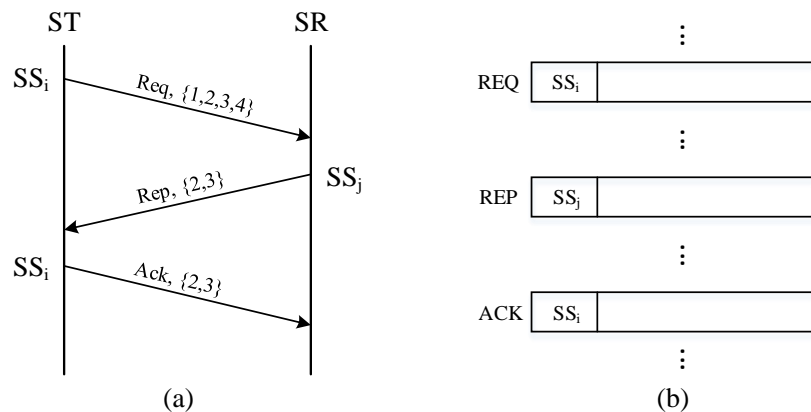 ST
SR
SSi
Req, {1,2,3,4}
SSj
Rep, {2,3}
SSi
Ack, {2,3}
(a)
REQ SSi
REP SSj
ACK SSi
(b)